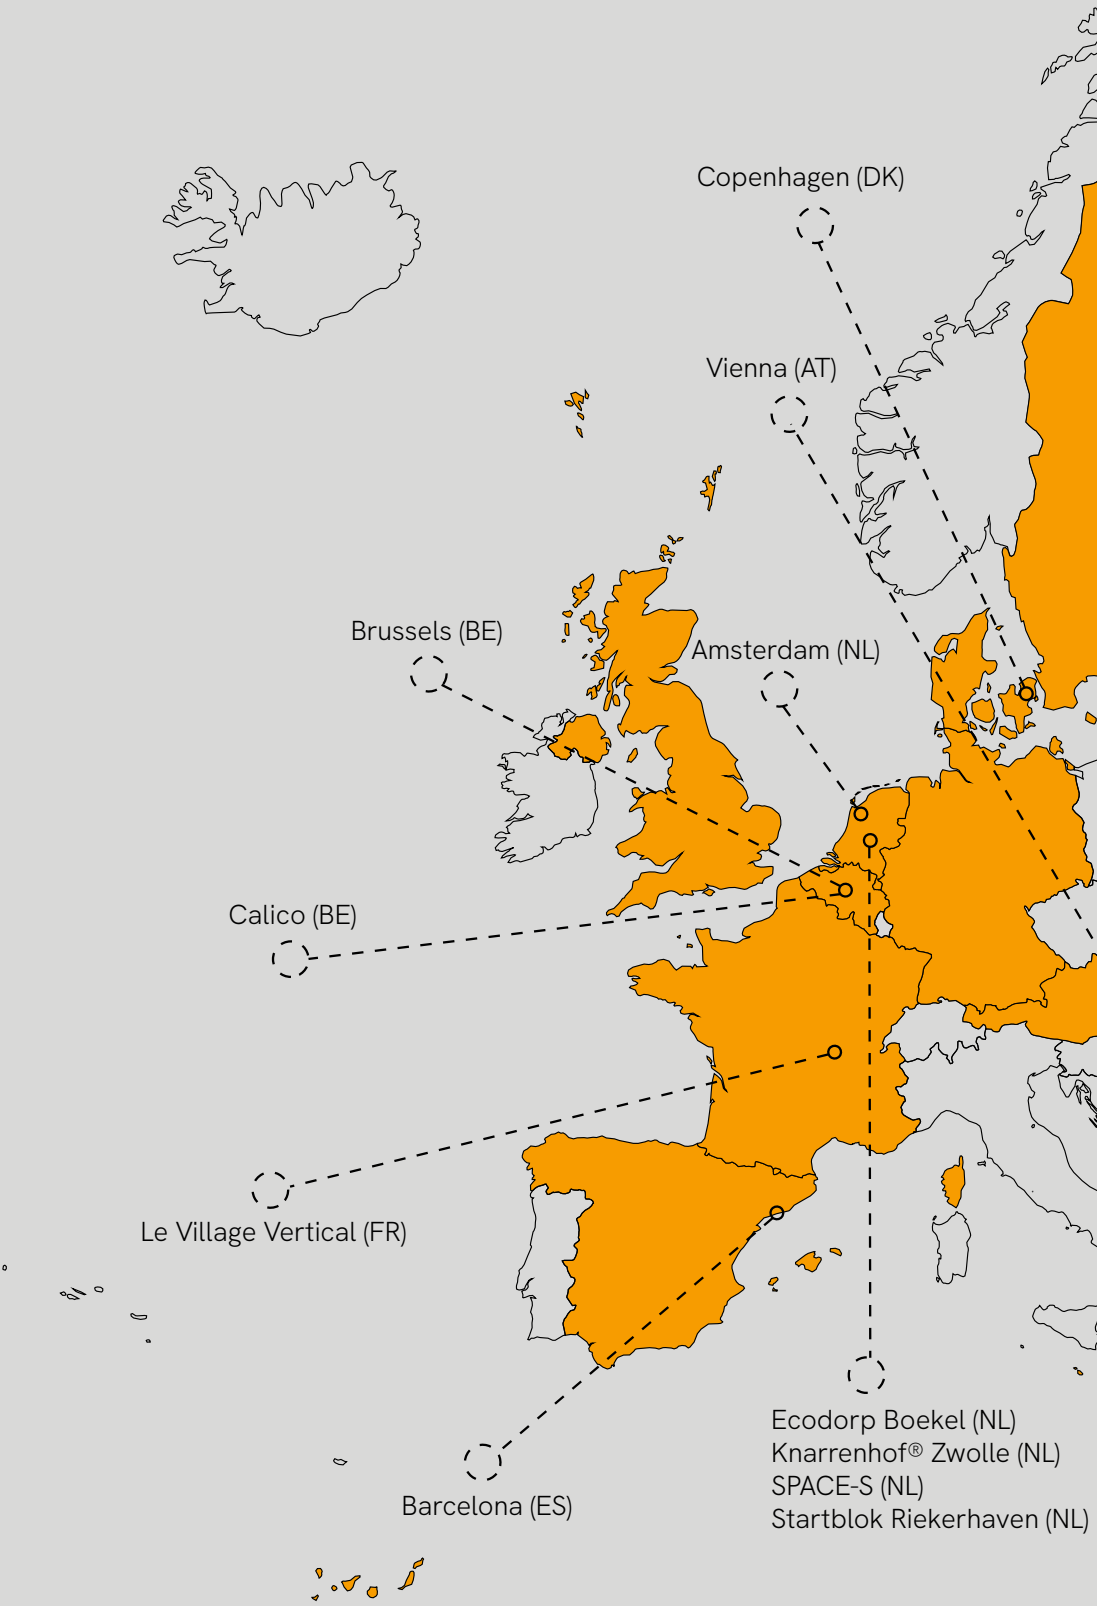 Copenhagen (DK)
Vienna (AT)
Brussels (BE)
Amsterdam (NL)
Calico (BE)
Le Village Vertical (FR)
Ecodorp Boekel (NL)
Knarrenhof® Zwolle (NL)
SPACE-S (NL)
Startblok Riekerhaven (NL)
Barcelona (ES)